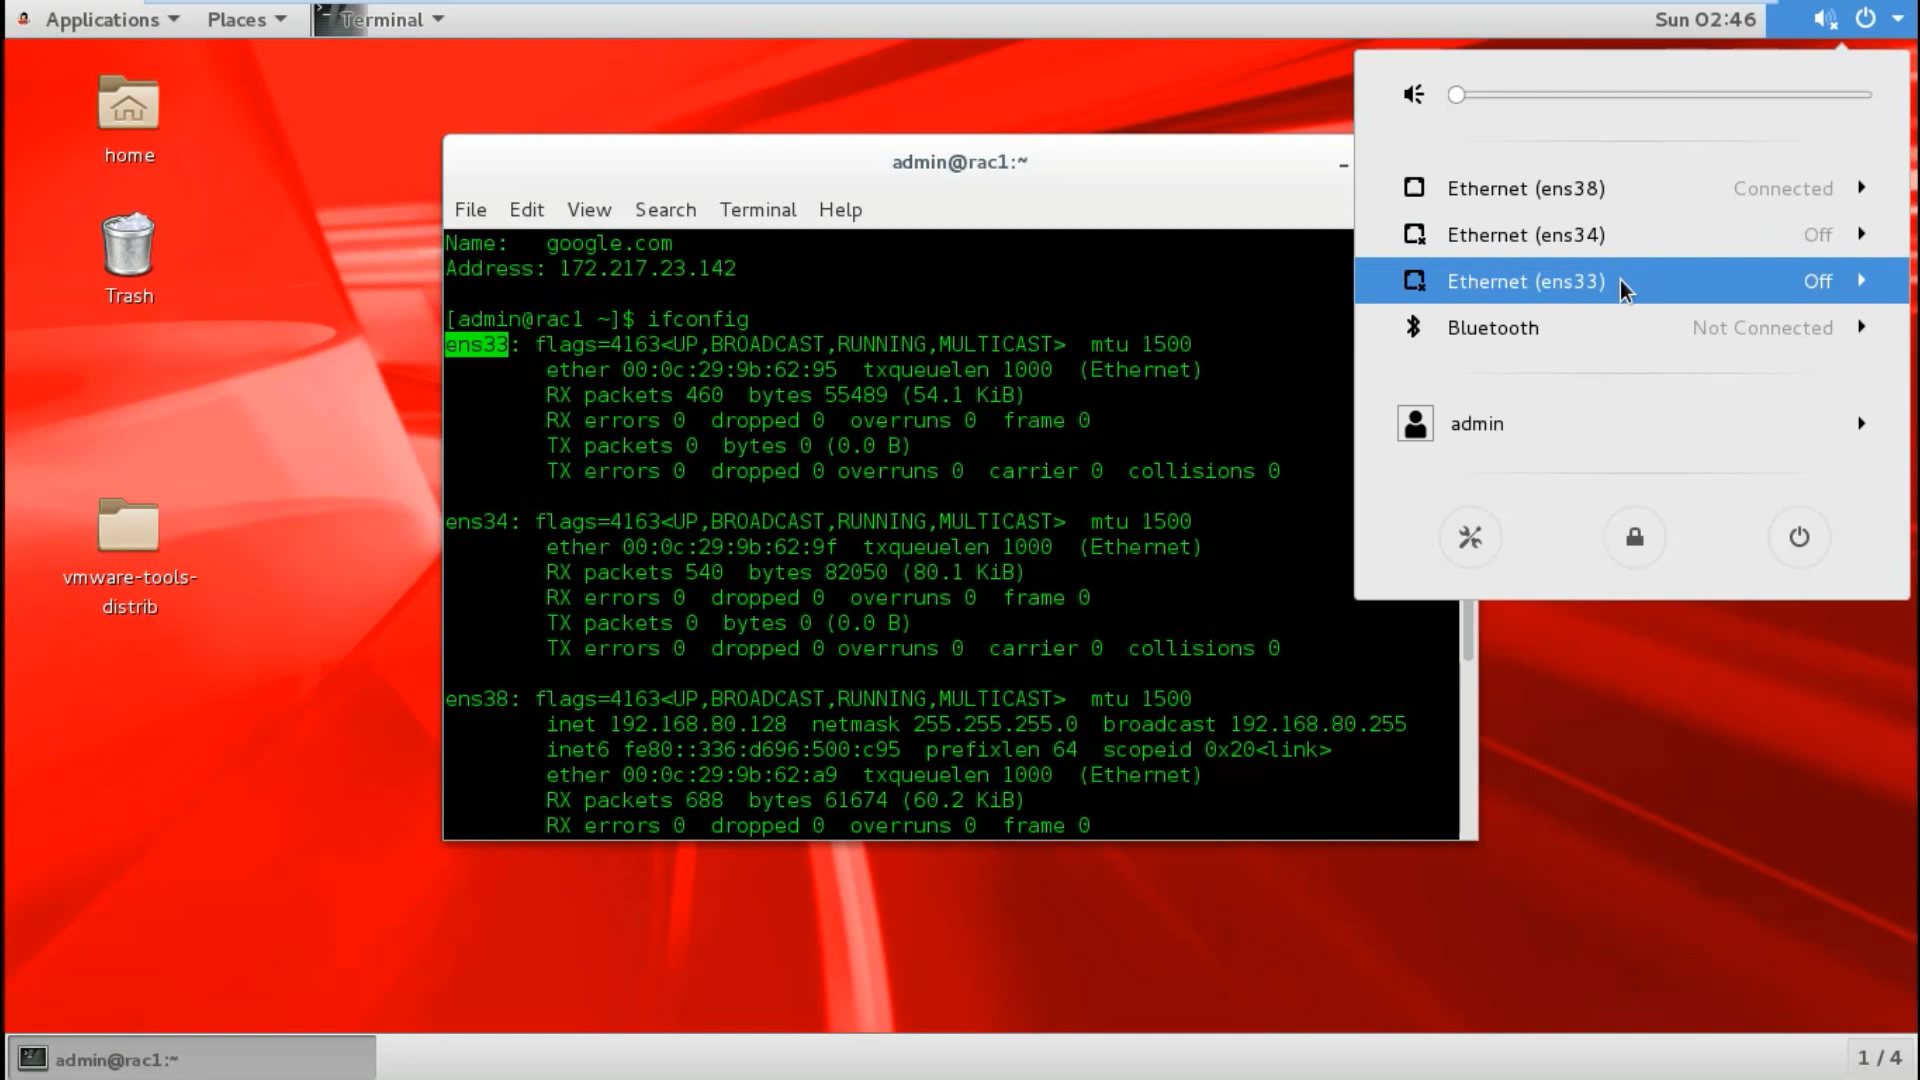 Applications Places Terminal Sun 02:46
home
Trash
vmware-tools-
distrib
admin@rac1:~
File Edit View Search Terminal Help
Name:   google.com
Address: 172.217.23.142
[admin@rac1 ~]$ ifconfig
ens33: flags=4163<UP,BROADCAST,RUNNING,MULTICAST>  mtu 1500
ether 00:0c:29:9b:62:95  txqueuelen 1000  (Ethernet)
RX packets 460  bytes 55489 (54.1 KiB)
RX errors 0  dropped 0  overruns 0  frame 0
TX packets 0  bytes 0 (0.0 B)
TX errors 0  dropped 0 overruns 0  carrier 0  collisions 0
ens34: flags=4163<UP,BROADCAST,RUNNING,MULTICAST>  mtu 1500
ether 00:0c:29:9b:62:9f  txqueuelen 1000  (Ethernet)
RX packets 540  bytes 82050 (80.1 KiB)
RX errors 0  dropped 0  overruns 0  frame 0
TX packets 0  bytes 0 (0.0 B)
TX errors 0  dropped 0 overruns 0  carrier 0  collisions 0
ens38: flags=4163<UP,BROADCAST,RUNNING,MULTICAST>  mtu 1500
inet 192.168.80.128  netmask 255.255.255.0  broadcast 192.168.80.255
inet6 fe80::336:d696:500:c95  prefixlen 64  scopeid 0x20<link>
ether 00:0c:29:9b:62:a9  txqueuelen 1000  (Ethernet)
RX packets 688  bytes 61674 (60.2 KiB)
RX errors 0  dropped 0  overruns 0  frame 0
Ethernet (ens38) Connected
Ethernet (ens34) Off
Ethernet (ens33) Off
Bluetooth Not Connected
admin
admin@rac1:~
1 / 4